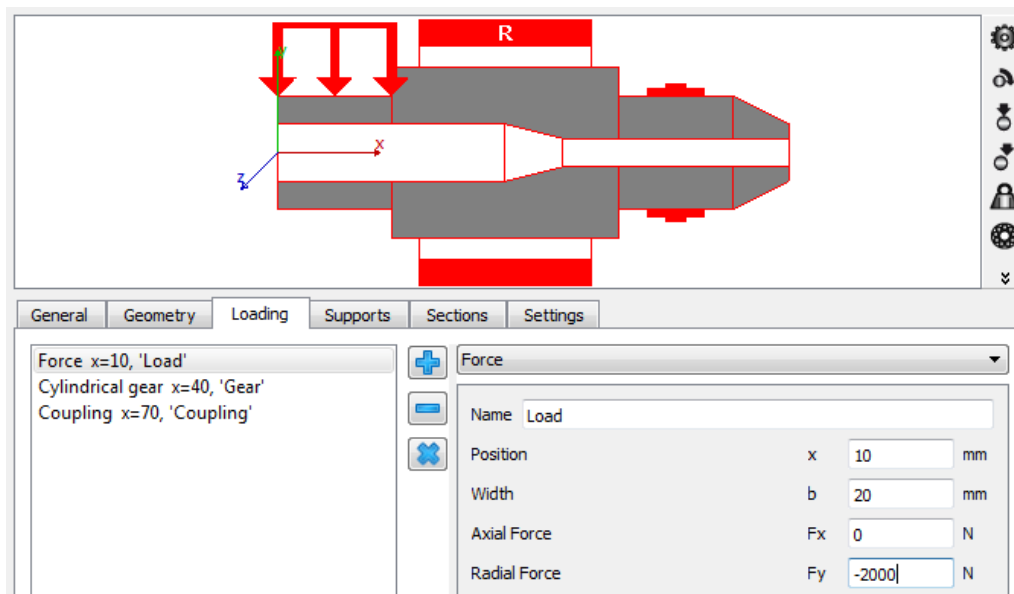 R
y
x
z
General Geometry Loading Supports Sections Settings
Force x=10, 'Load'
Cylindrical gear x=40, 'Gear'
Coupling x=70, 'Coupling'
Force
Name Load
Position x 10 mm
Width b 20 mm
Axial Force Fx 0 N
Radial Force Fy -2000 N